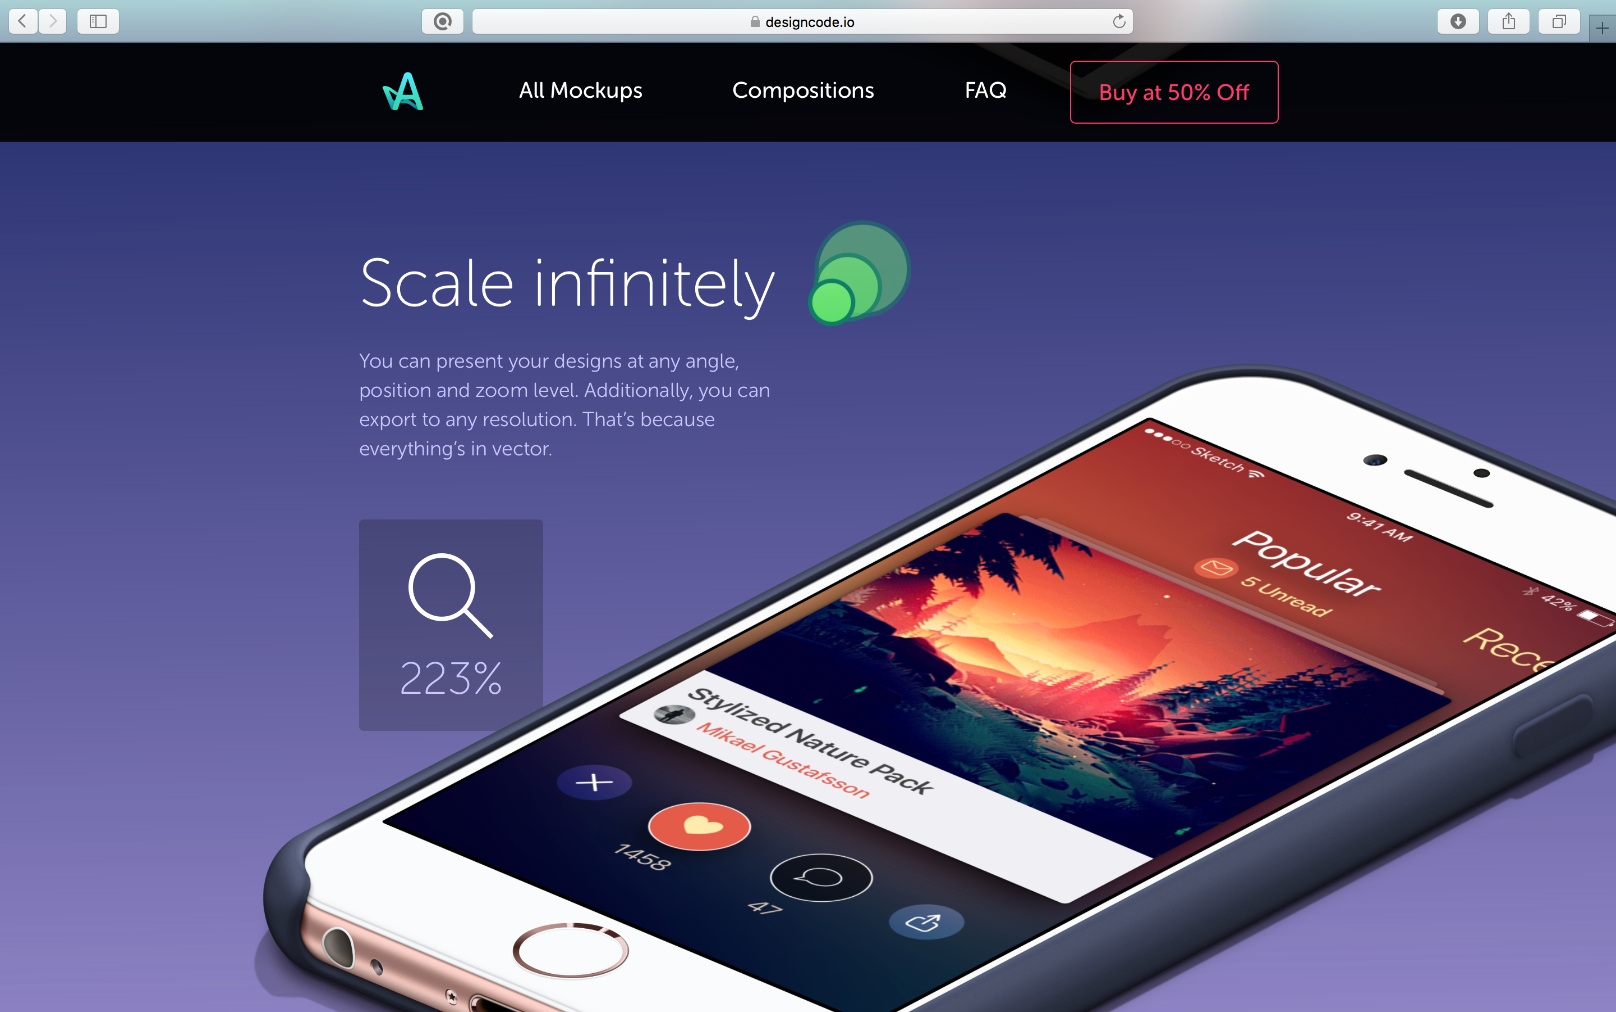 designcode.io
All Mockups
Compositions
FAQ
Buy at 50% Off
Scale infinitely
You can present your designs at any angle,
position and zoom level. Additionally, you can
export to any resolution. That’s because
everything’s in vector.
223%
Sketch
9:41 AM
42%
Popular
5 Unread
Rece
Stylized Nature Pack
Mikael Gustafsson
1458
47